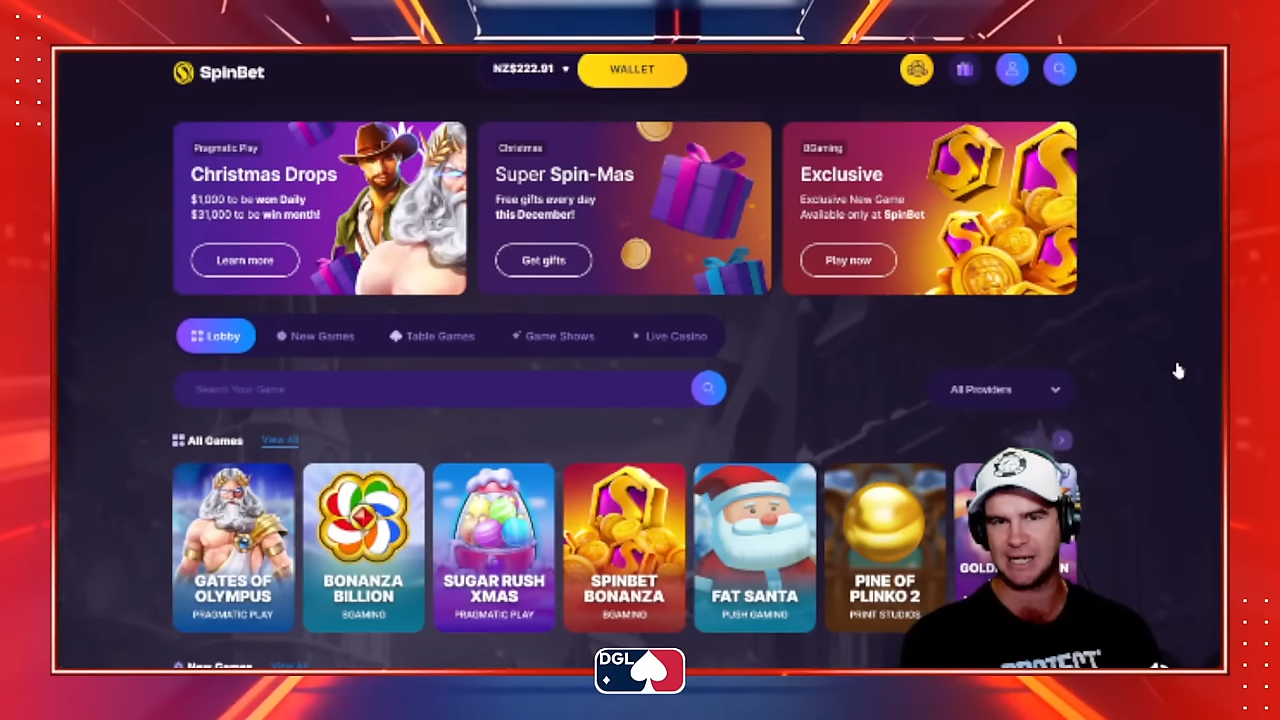 SpinBet
NZ$222.91
WALLET
Pragmatic Play
Christmas Drops
$1,000 to be won Daily
$31,000 to be win month!
Learn more
Christmas
Super Spin-Mas
Free gifts every day
this December!
Get gifts
BGaming
Exclusive
Exclusive New Game
Available only at SpinBet
Play now
Lobby
New Games
Table Games
Game Shows
Live Casino
Search Your Game
All Providers
All Games
View All
GATES OF
OLYMPUS
PRAGMATIC PLAY
BONANZA
BILLION
BGAMING
SUGAR RUSH
XMAS
PRAGMATIC PLAY
SPINBET
BONANZA
BGAMING
FAT SANTA
PUSH GAMING
PINE OF
PLINKO 2
PRINT STUDIOS
New Games
View All
DGL